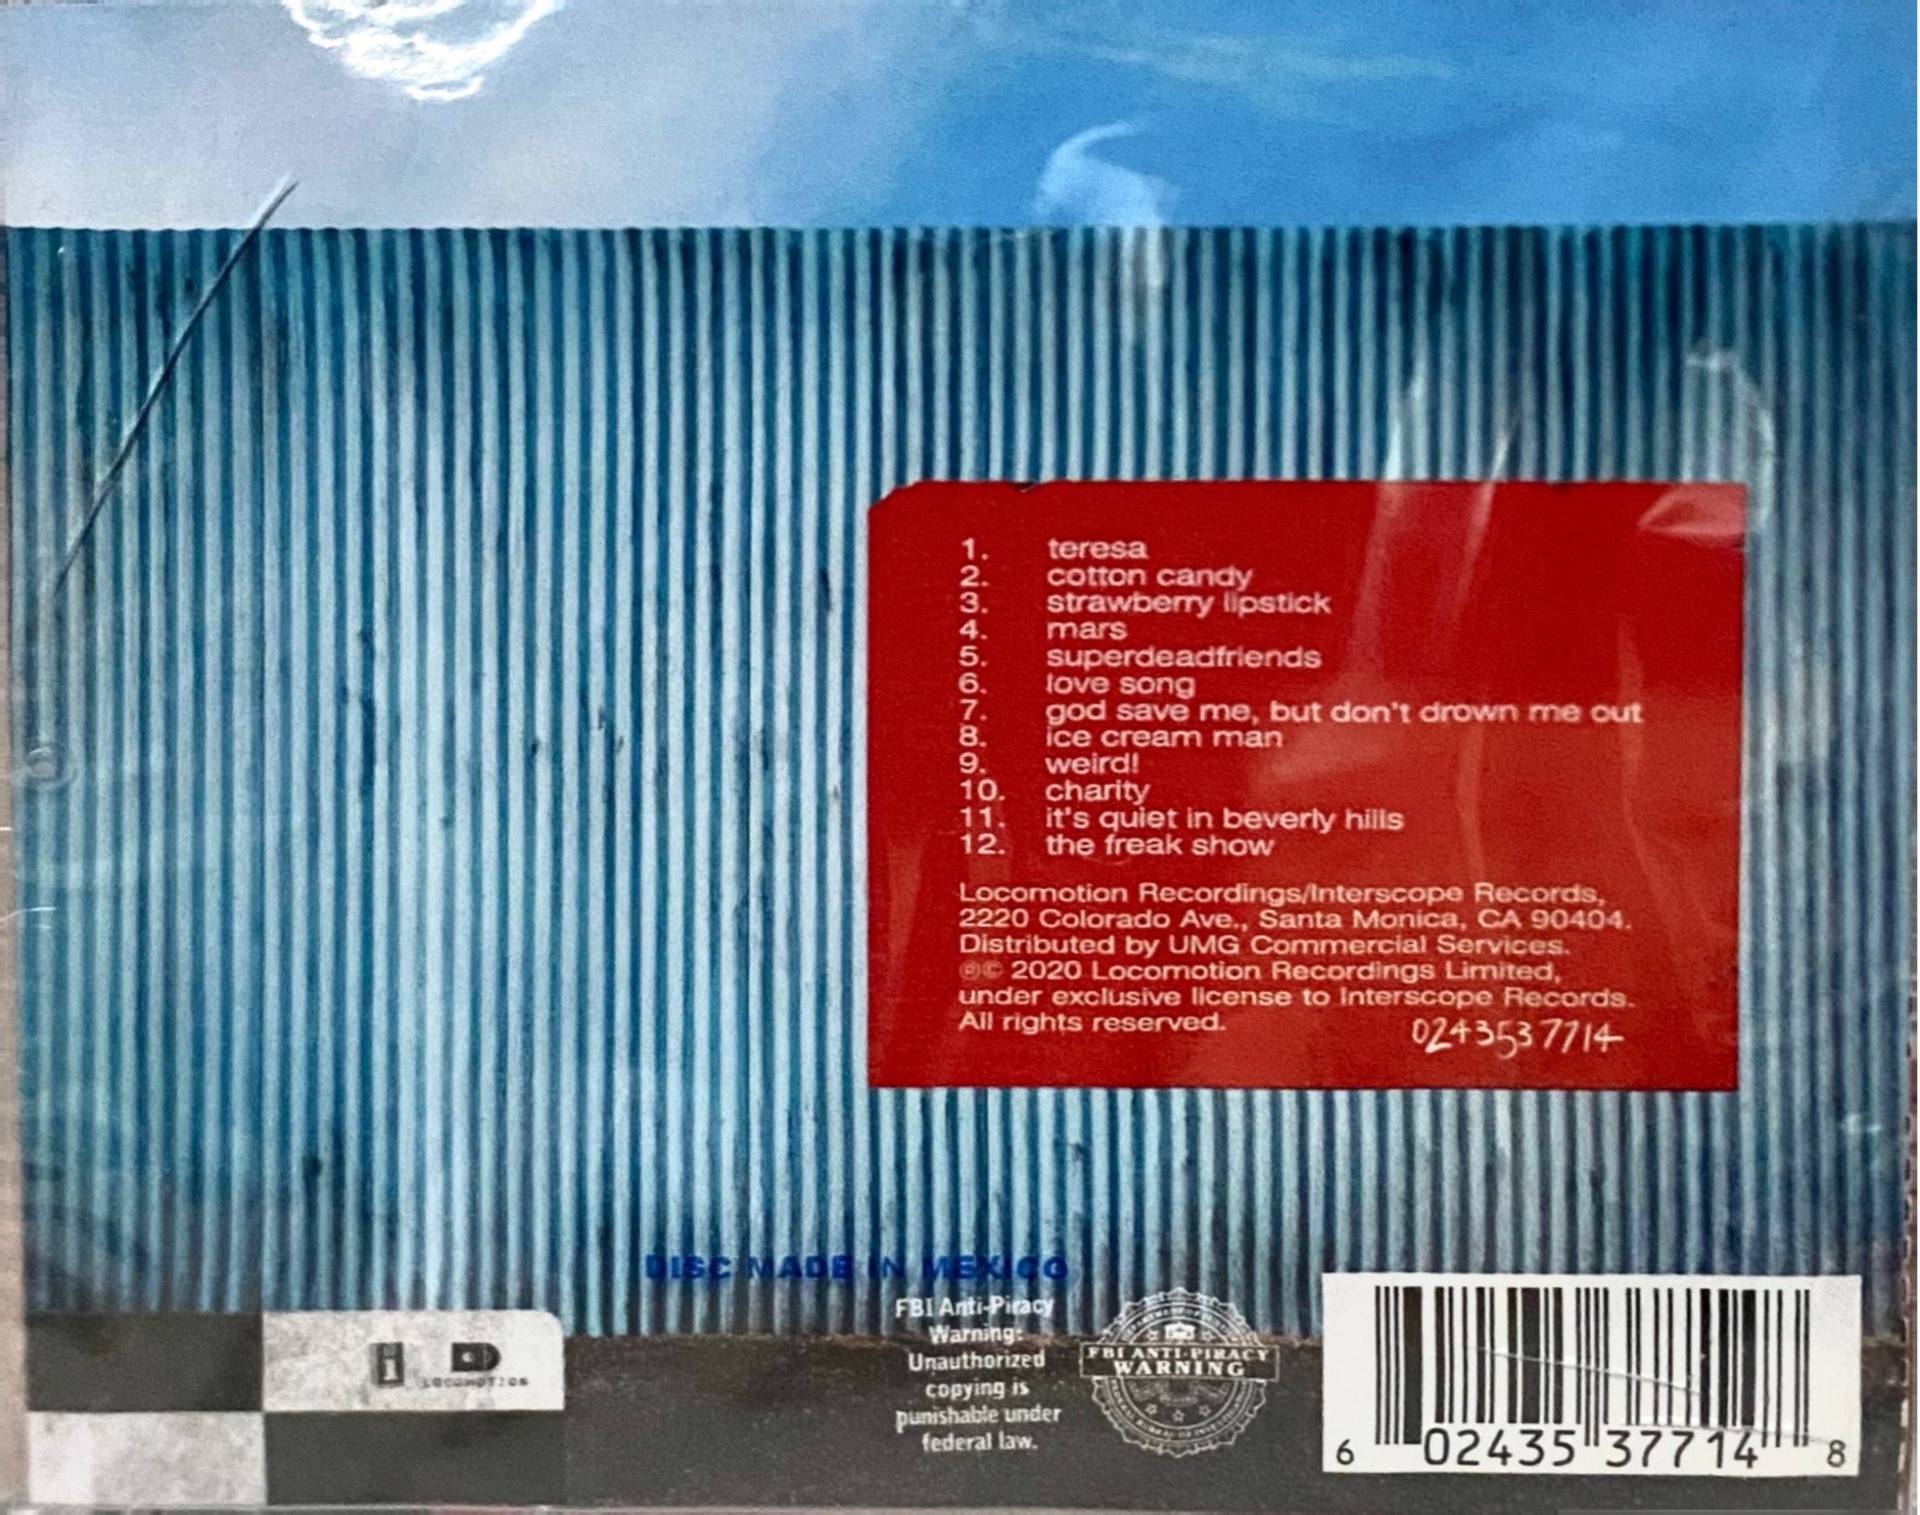 1. teresa
2. cotton candy
3. strawberry lipstick
4. mars
5. superdeadfriends
6. love song
7. god save me, but don't drown me out
8. ice cream man
9. weird!
10. charity
11. it's quiet in beverly hills
12. the freak show
Locomotion Recordings/Interscope Records,
2220 Colorado Ave., Santa Monica, CA 90404.
Distributed by UMG Commercial Services.
℗© 2020 Locomotion Recordings Limited,
under exclusive license to Interscope Records.
All rights reserved.
0243537714
DISC MADE IN MEXICO
i
LOCOMOTION
FBI Anti-Piracy
Warning:
Unauthorized
copying is
punishable under
federal law.
FBI ANTI-PIRACY
WARNING
6 02435 37714 8